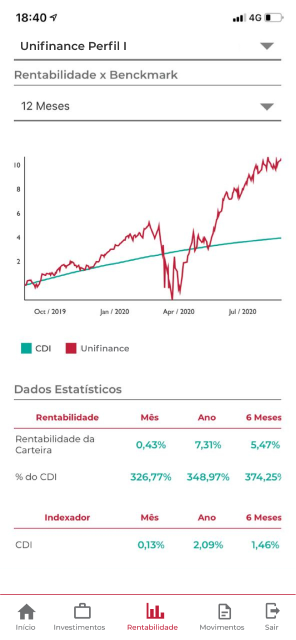 18:40
4G
Unifinance Perfil I
Rentabilidade x Benckmark
12 Meses
10
8
6
4
2
Oct / 2019 Jan / 2020 Apr / 2020 Jul / 2020
CDI Unifinance
Dados Estatísticos
Rentabilidade Mês Ano 6 Meses
Rentabilidade da
Carteira 0,43% 7,31% 5,47%
% do CDI 326,77% 348,97% 374,25%
Indexador Mês Ano 6 Meses
CDI 0,13% 2,09% 1,46%
Início Investimentos Rentabilidade Movimentos Sair